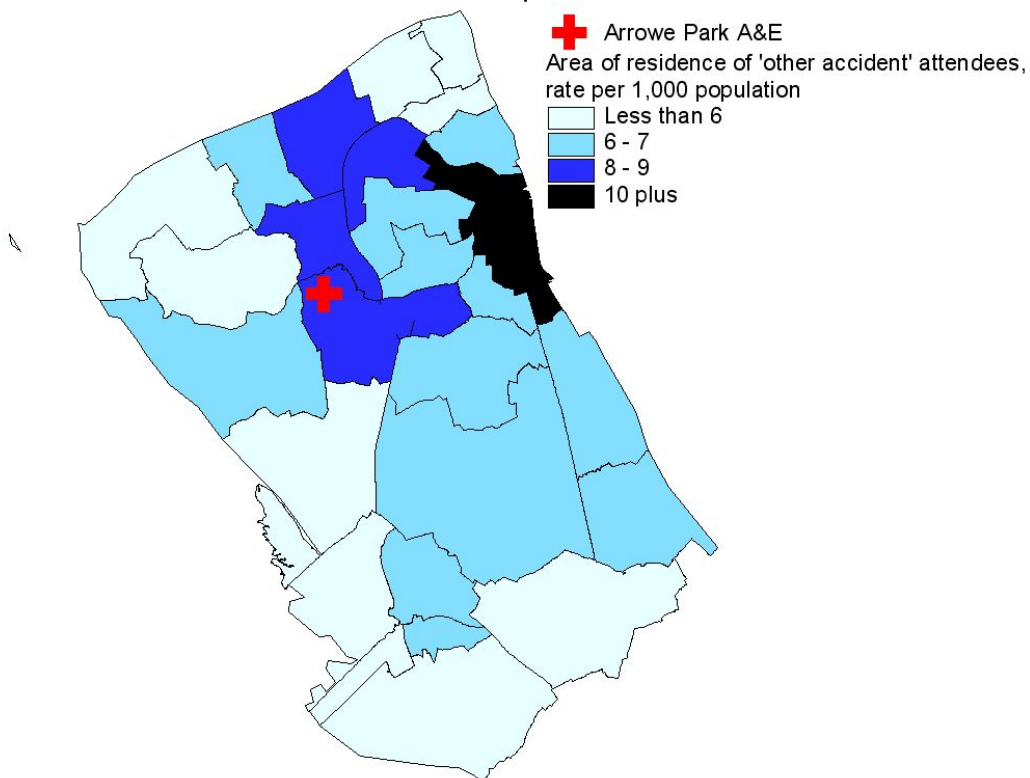 Arrowe Park A&E
Area of residence of 'other accident' attendees,
rate per 1,000 population
Less than 6
6 - 7
8 - 9
10 plus